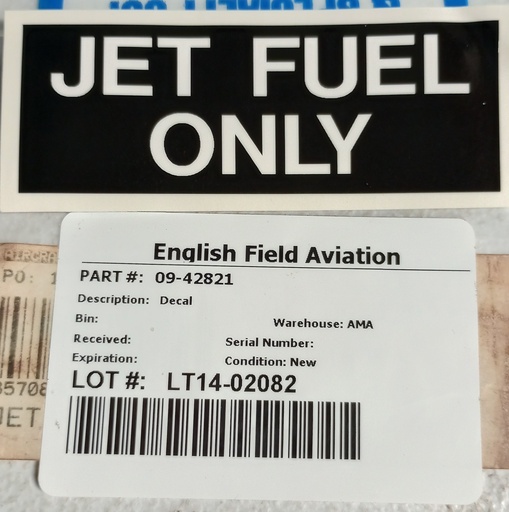 JET FUEL
ONLY
English Field Aviation
PART #: 09-42821
Description: Decal
Bin:
Warehouse: AMA
Received:
Serial Number:
Expiration:
Condition: New
LOT #: LT14-02082
PO: